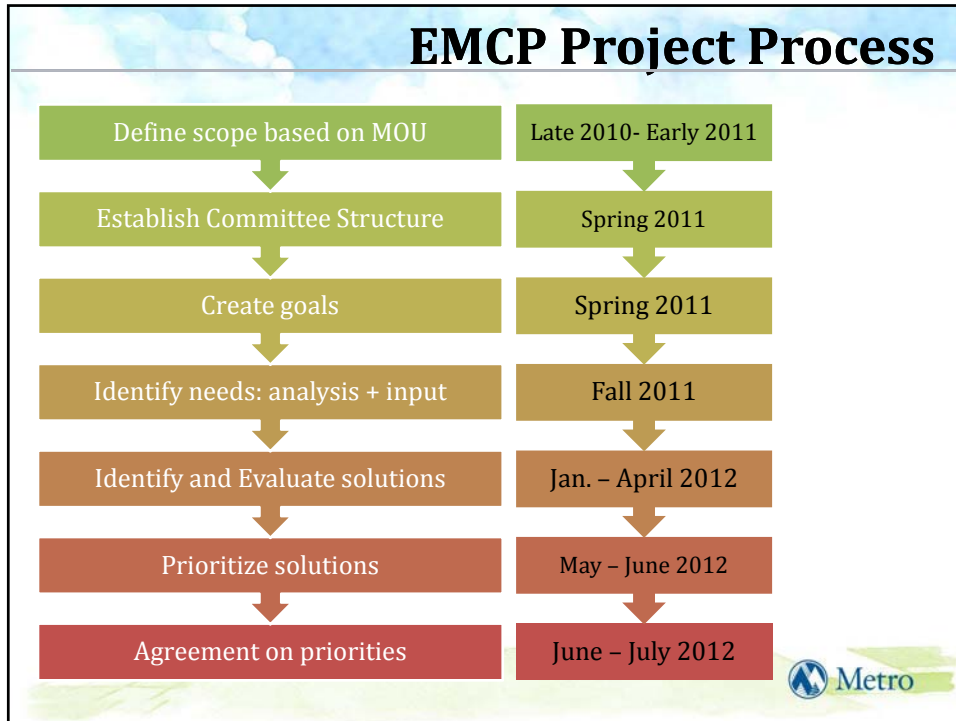 EMCP Project Process
Define scope based on MOU
Late 2010- Early 2011
Establish Committee Structure
Spring 2011
Create goals
Spring 2011
Identify needs: analysis + input
Fall 2011
Identify and Evaluate solutions
Jan. – April 2012
Prioritize solutions
May – June 2012
Agreement on priorities
June – July 2012
Metro